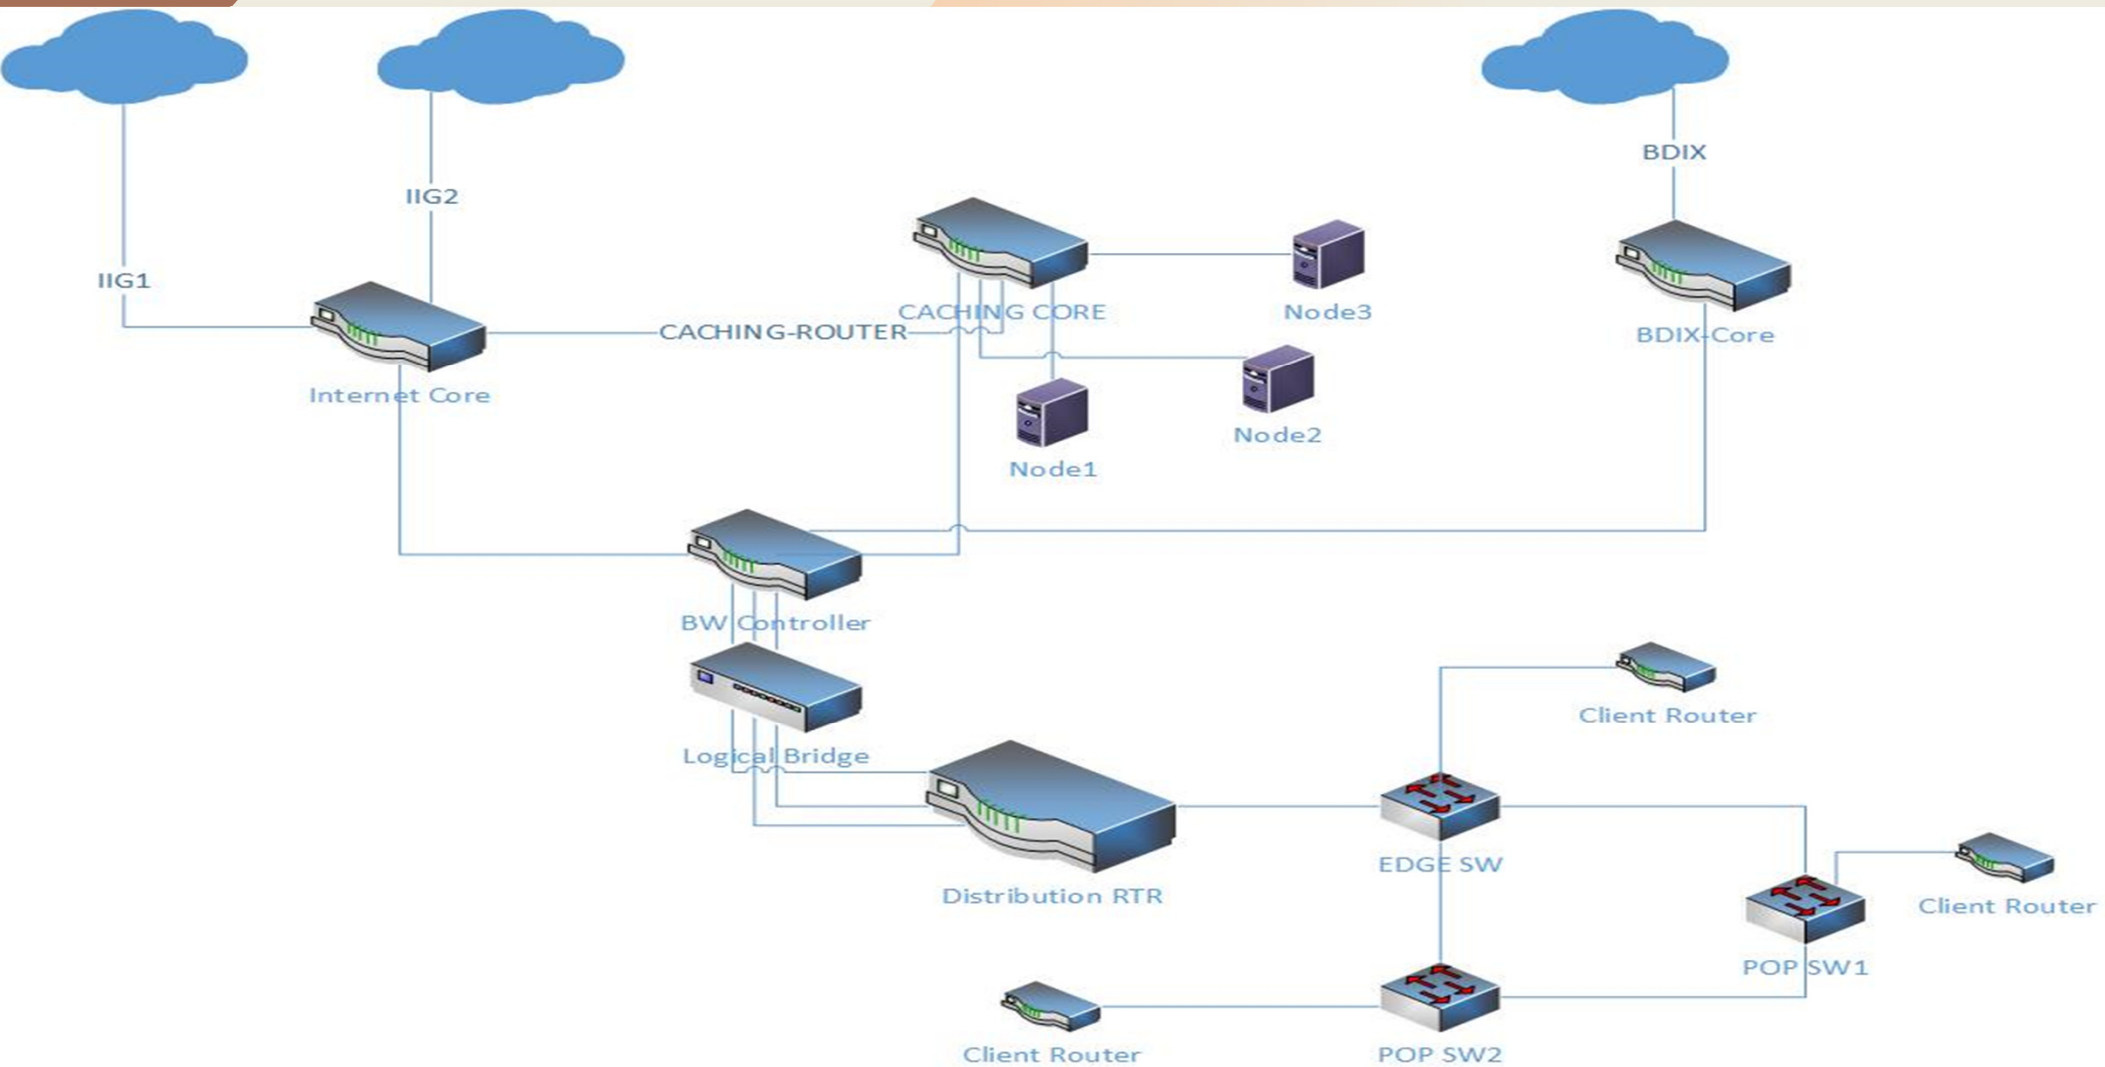 BDIX
IIG2
IIG1
CACHING CORE
Node3
CACHING-ROUTER
BDIX-Core
Internet Core
Node2
Node1
BW Controller
Client Router
Logical Bridge
EDGE SW
Distribution RTR
Client Router
POP SW1
Client Router
POP SW2